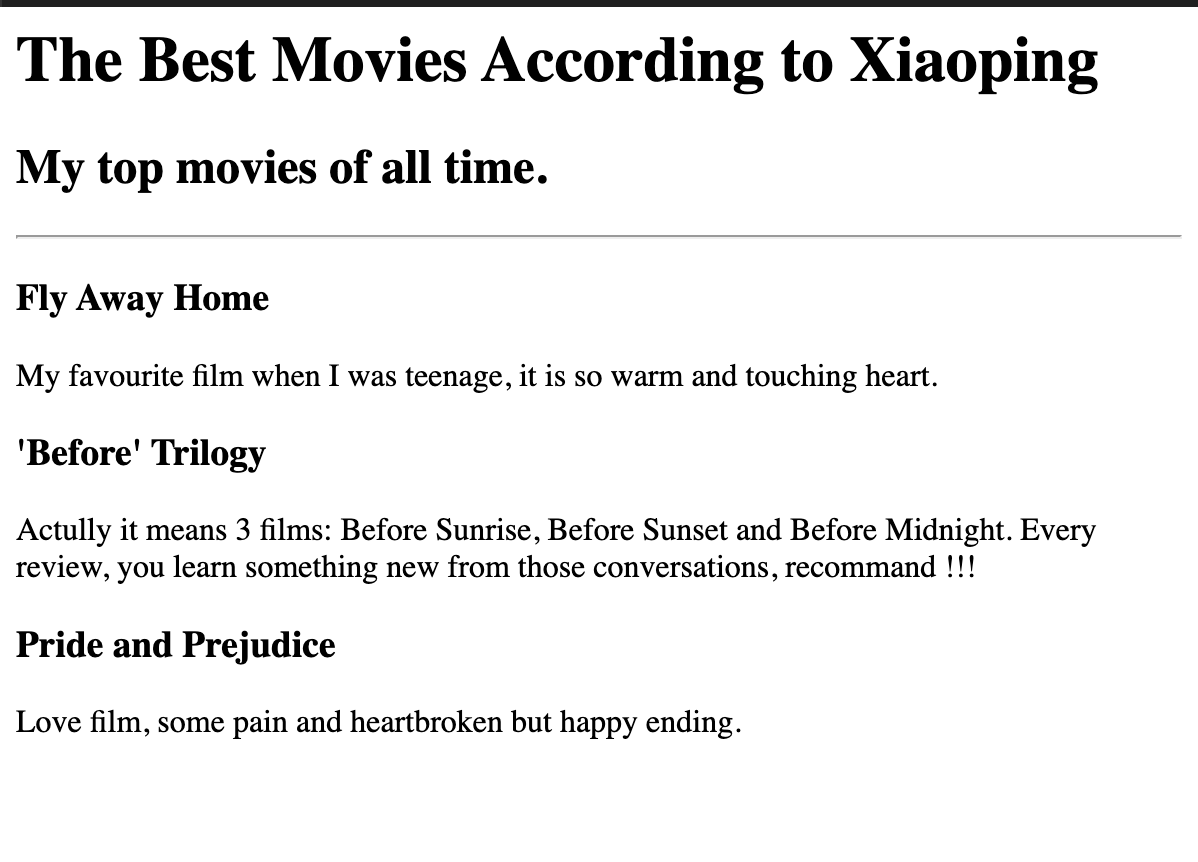 The Best Movies According to Xiaoping
My top movies of all time.
Fly Away Home
My favourite film when I was teenage, it is so warm and touching heart.
'Before' Trilogy
Actully it means 3 films: Before Sunrise, Before Sunset and Before Midnight. Every
review, you learn something new from those conversations, recommand !!!
Pride and Prejudice
Love film, some pain and heartbroken but happy ending.